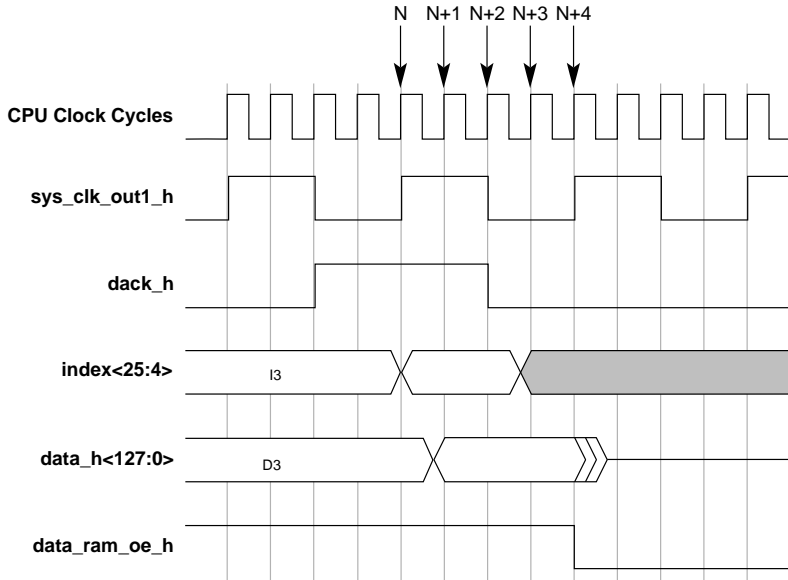 N N+1 N+2 N+3 N+4
CPU Clock Cycles
sys_clk_out1_h
dack_h
index<25:4>
I3
data_h<127:0>
D3
data_ram_oe_h